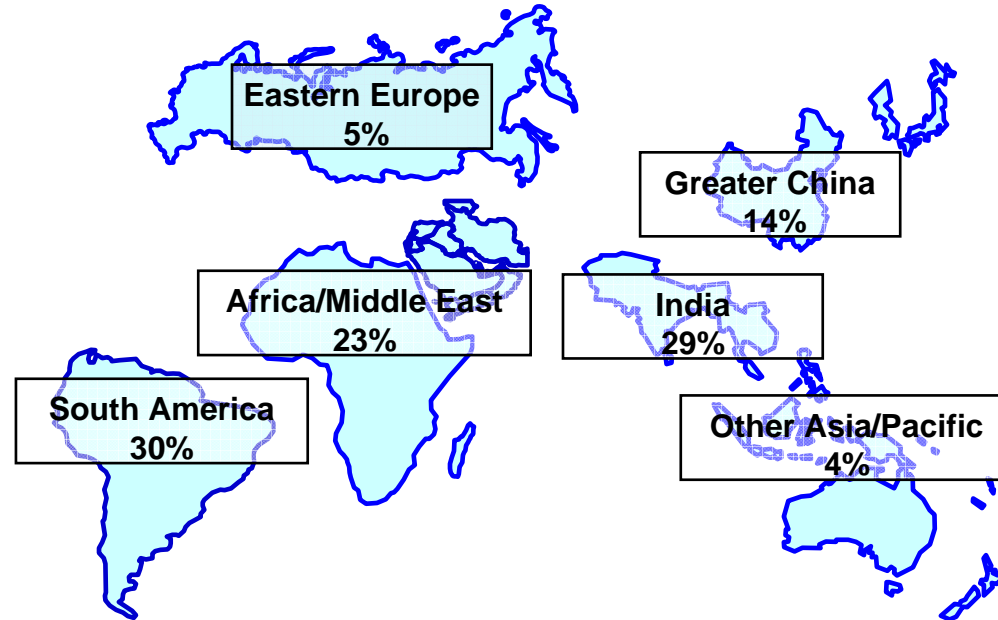 Eastern Europe
5%
Greater China
14%
Africa/Middle East
23%
India
29%
South America
30%
Other Asia/Pacific
4%